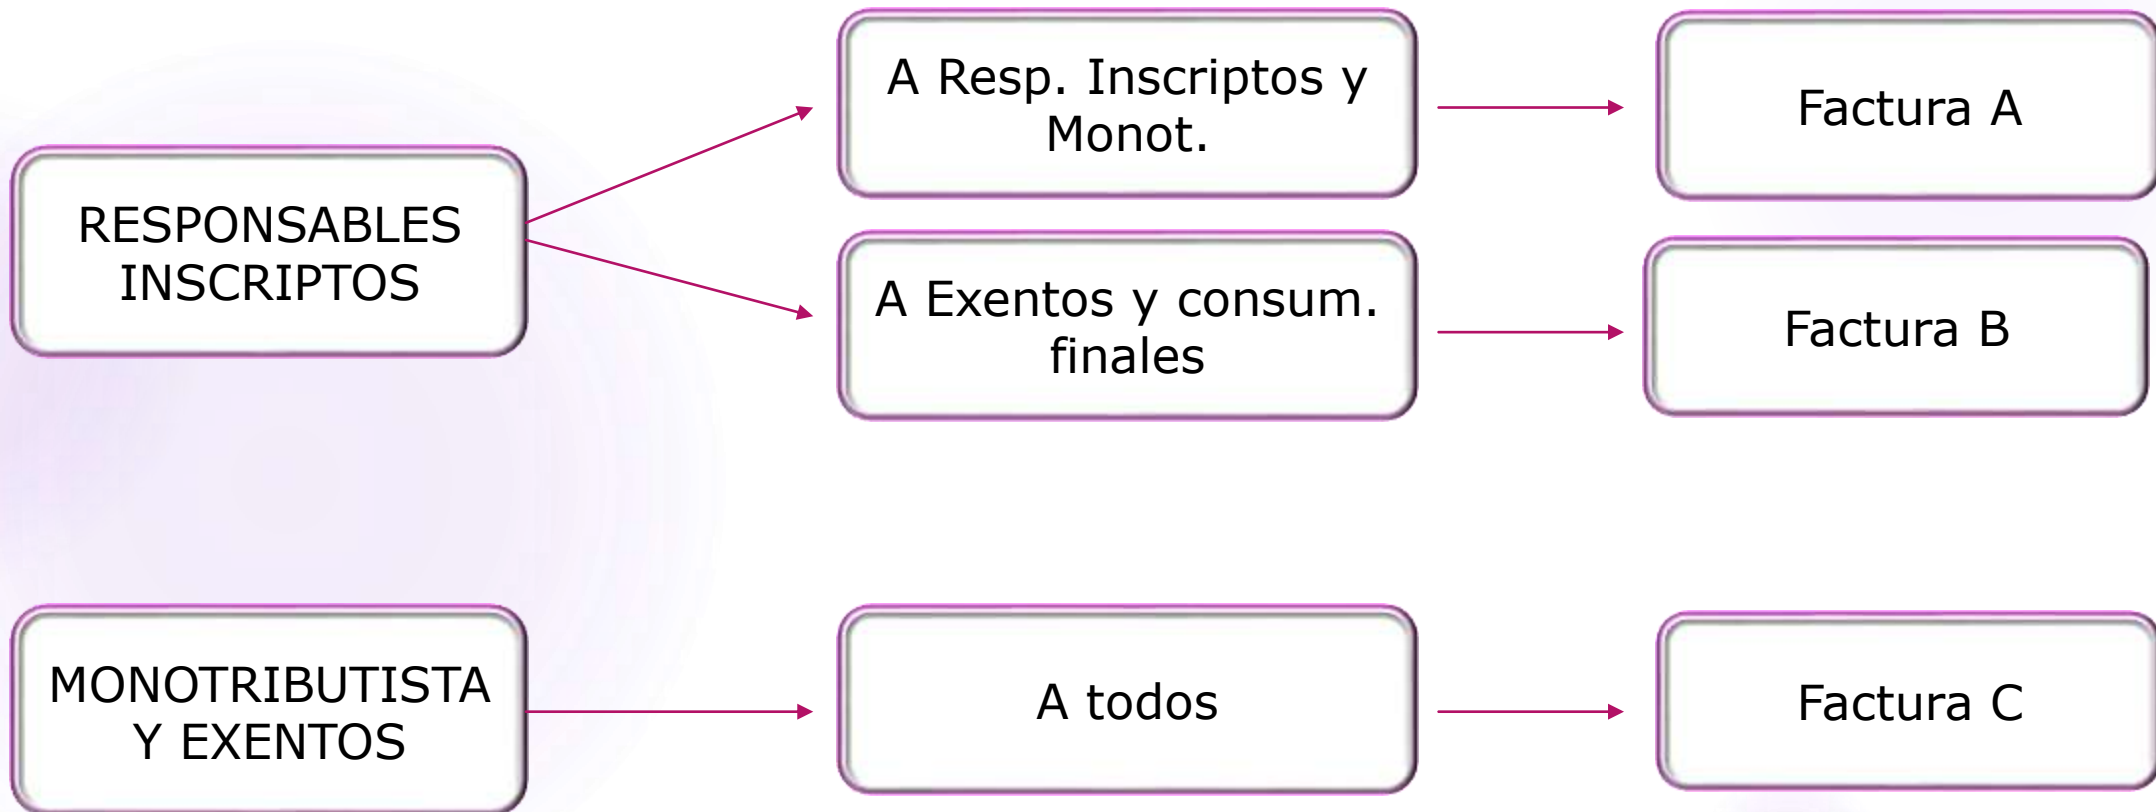 RESPONSABLES
INSCRIPTOS
A Resp. Inscriptos y
Monot.
Factura A
A Exentos y consum.
finales
Factura B
MONOTRIBUTISTA
Y EXENTOS
A todos
Factura C